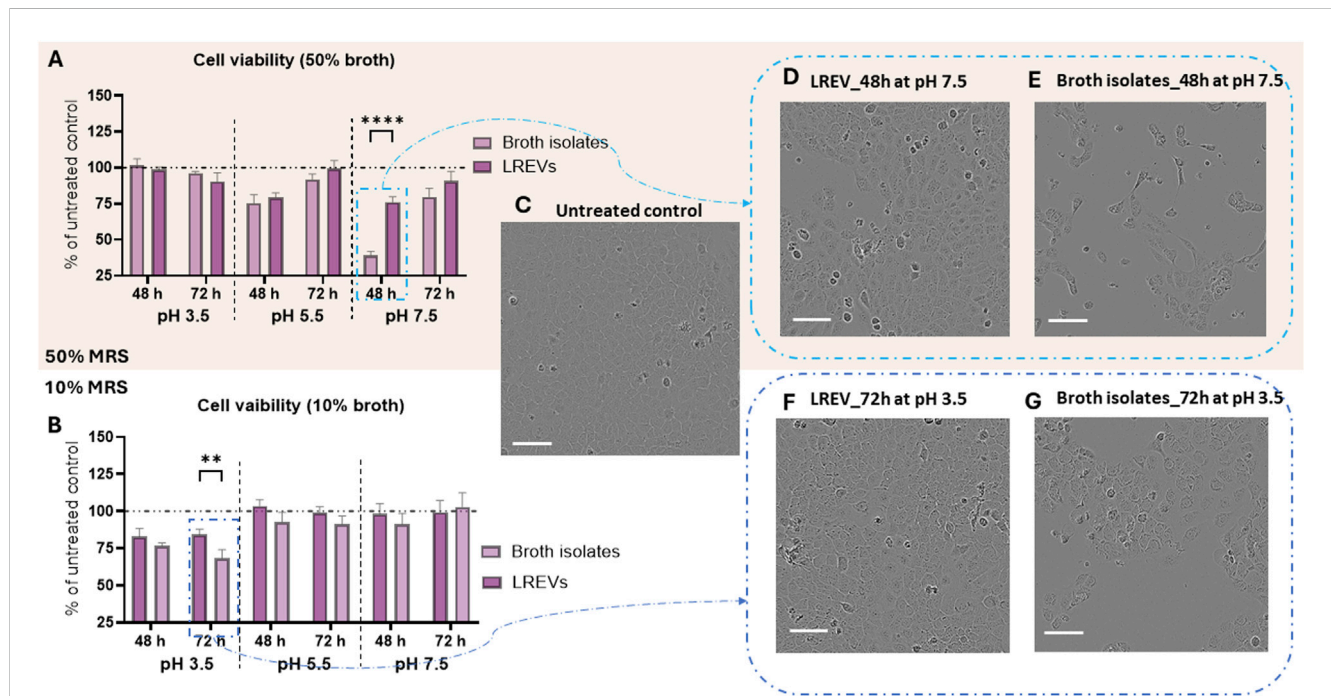 A
Cell viability (50% broth)
% of untreated control
150
125
100
75
50
25
****
Broth isolates
LREVs
48 h
72 h
48 h
72 h
48 h
72 h
pH 3.5
pH 5.5
pH 7.5
50% MRS
10% MRS
B
Cell vaibility (10% broth)
% of untreated control
150
125
100
75
50
25
**
Broth isolates
LREVs
48 h
72 h
48 h
72 h
48 h
72 h
pH 3.5
pH 5.5
pH 7.5
C
Untreated control
D
LREV_48h at pH 7.5
E
Broth isolates_48h at pH 7.5
F
LREV_72h at pH 3.5
G
Broth isolates_72h at pH 3.5